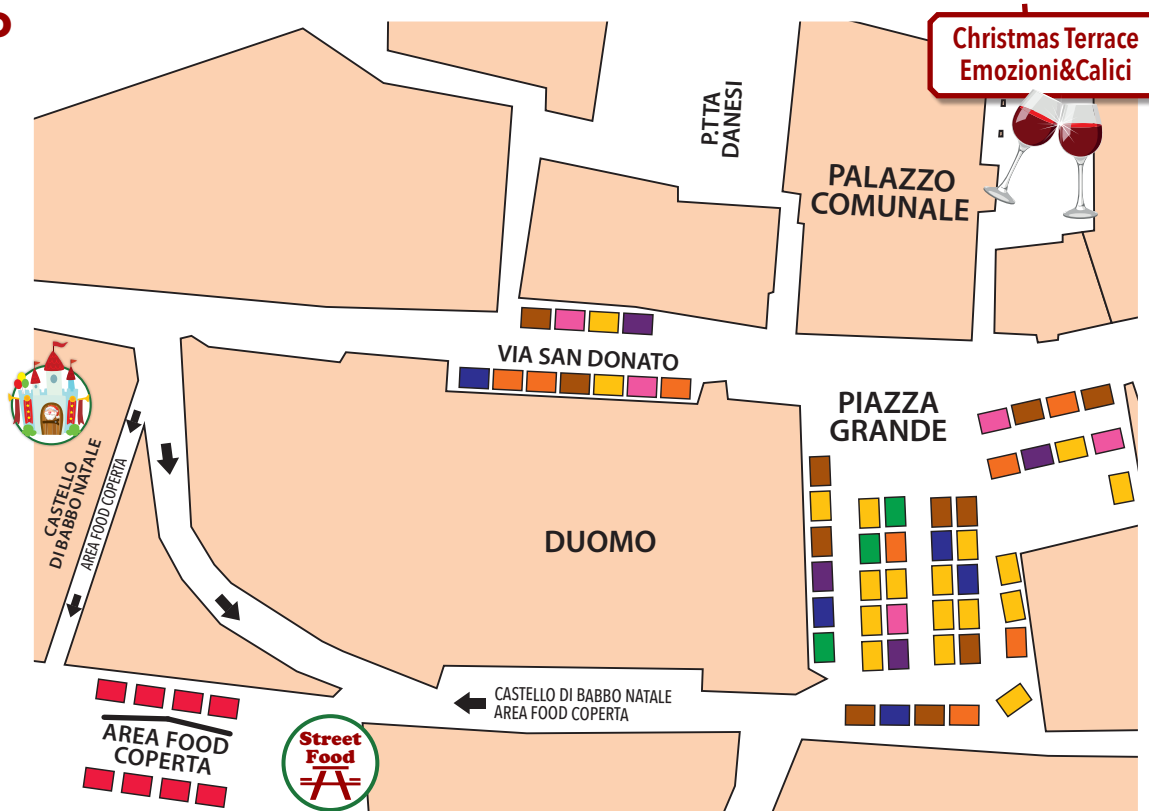 Christmas Terrace
Emozioni&Calici
P.TTA
DANESI
PALAZZO
COMUNALE
VIA SAN DONATO
PIAZZA
GRANDE
CASTELLO
DI BABBO NATALE
AREA FOOD COPERTA
DUOMO
CASTELLO DI BABBO NATALE
AREA FOOD COPERTA
AREA FOOD
COPERTA
Street
Food